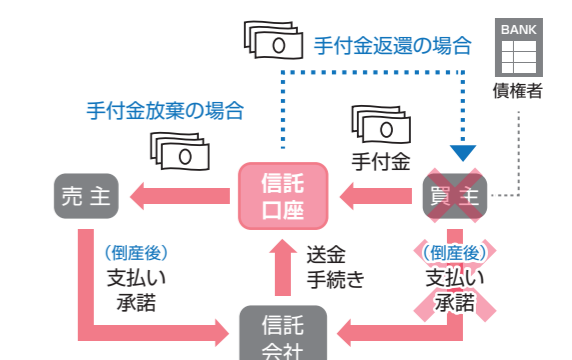 BANK
手付金返還の場合
債権者
手付金放棄の場合
手付金
売主
信託
口座
買主
(倒産後)
支払い
承諾
送金
手続き
(倒産後)
支払い
承諾
信託
会社